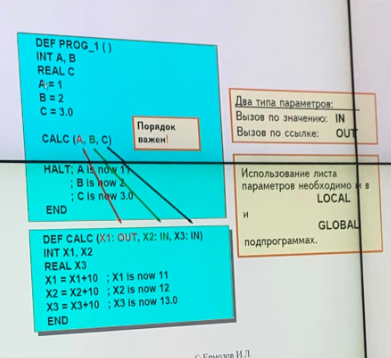 DEF PROG_1 ( )
INT A, B
REAL C
A = 1
B = 2
C = 3.0
CALC (A, B, C)
Порядок
важен!
HALT; A is now 11
; B is now 2
; C is now 3.0
END
DEF CALC (X1: OUT, X2: IN, X3: IN)
INT X1, X2
REAL X3
X1 = X1+10 ; X1 is now 11
X2 = X2+10 ; X2 is now 12
X3 = X3+10 ; X3 is now 13.0
END
Два типа параметров:
Вызов по значению: IN
Вызов по ссылке: OUT
Использование листа
параметров необходимо и в
LOCAL
и
GLOBAL
подпрограммах.
© Ермолов И.Л.